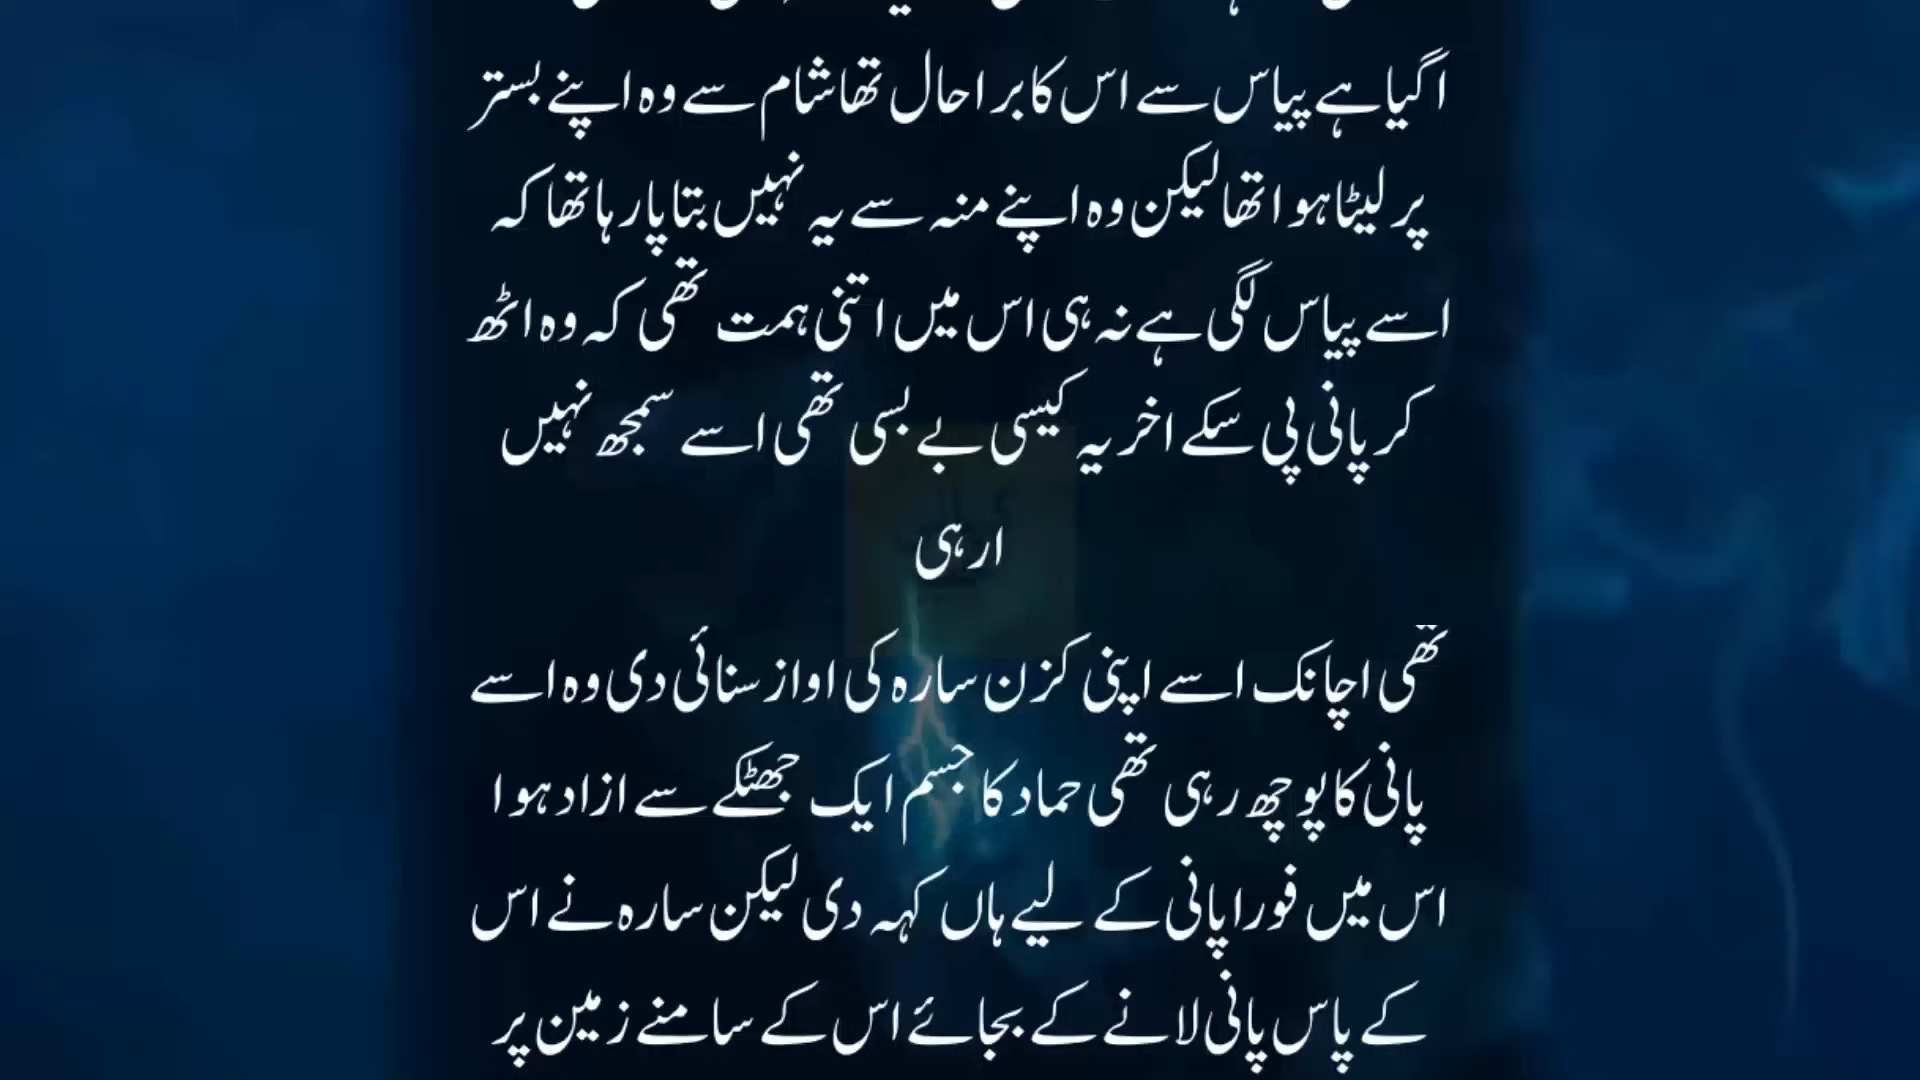 اگیا ہے پیاس سے اس کا برا حال تھا شام سے وہ اپنے بستر
پر لیٹا ہوا تھا لیکن وہ اپنے منہ سے یہ نہیں بتا پا رہا تھا کہ
اسے پیاس لگی ہے نہ ہی اس میں اتنی ہمت تھی کہ وہ اٹھ
کر پانی پی سکے اخر یہ کیسی بے بسی تھی اسے سمجھ نہیں
ارہی
تھی اچانک اسے اپنی کزن سارہ کی اواز سنائی دی وہ اسے
پانی کا پوچھ رہی تھی حماد کا جسم ایک جھٹکے سے ازاد ہوا
اس میں فورا پانی کے لیے ہاں کہہ دی لیکن سارہ نے اس
کے پاس پانی لانے کے بجائے اس کے سامنے زمین پر